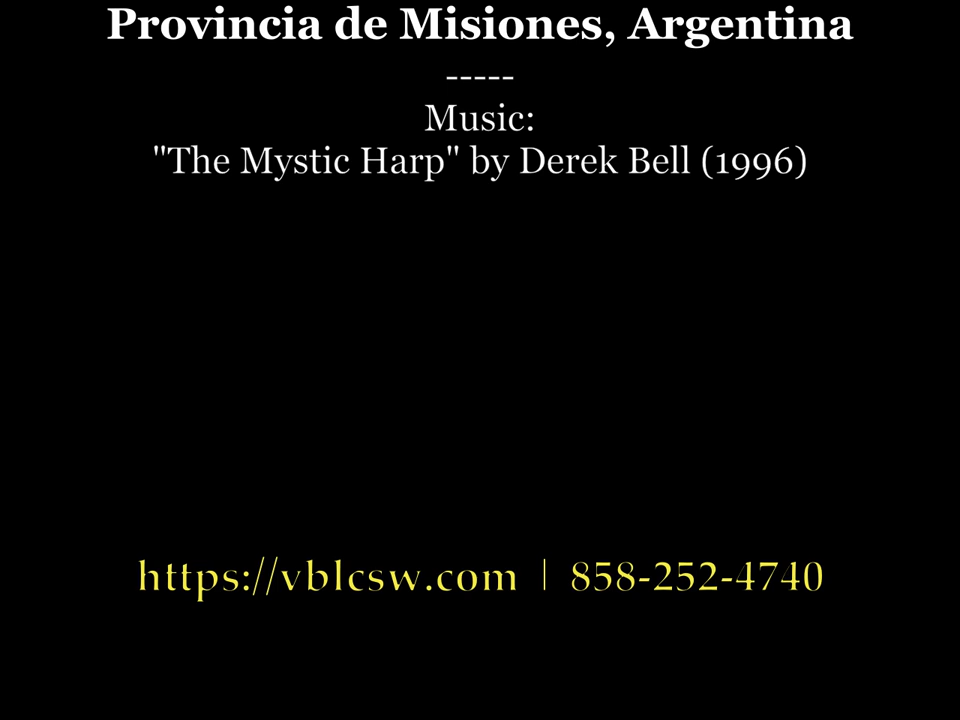 Provincia de Misiones, Argentina
-----
Music:
"The Mystic Harp" by Derek Bell (1996)
https://vblcsw.com | 858-252-4740